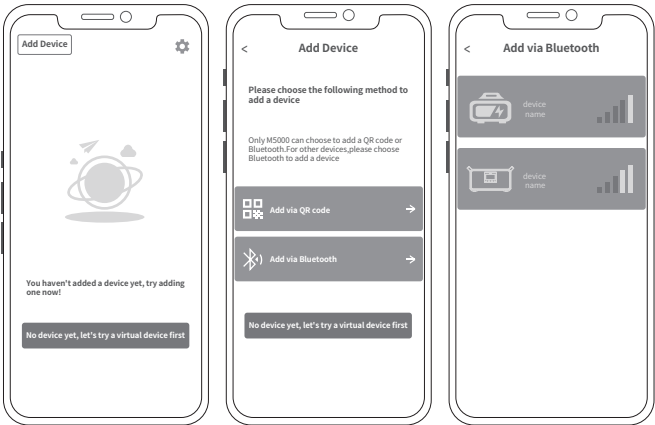 Add Device
You haven't added a device yet, try adding
one now!
No device yet, let's try a virtual device first
<
Add Device
Please choose the following method to
add a device
Only M5000 can choose to add a QR code or
Bluetooth.For other devices,please choose
Bluetooth to add a device
Add via QR code
Add via Bluetooth
No device yet, let's try a virtual device first
<
Add via Bluetooth
device
name
device
name